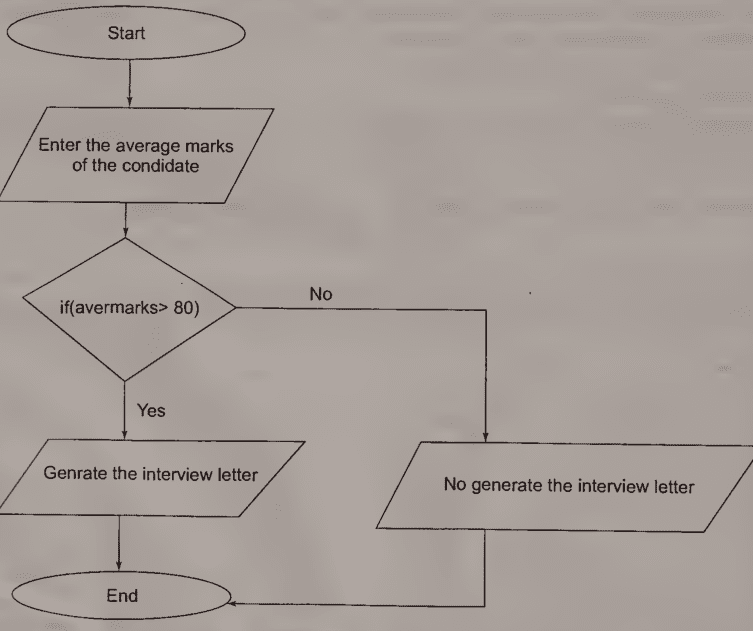 Start
Enter the average marks
of the condidate
if(avermarks> 80)
No
Yes
Genrate the interview letter
No generate the interview letter
End